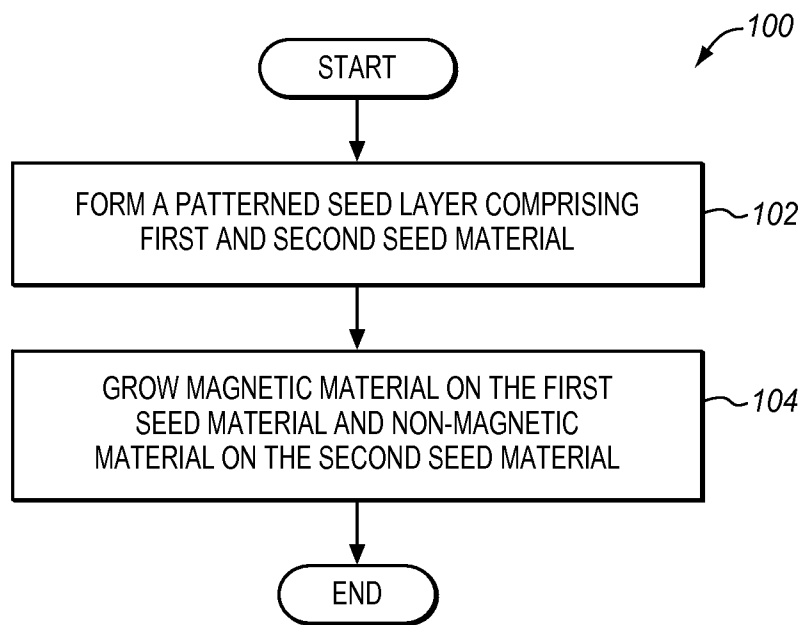 100
START
FORM A PATTERNED SEED LAYER COMPRISING
FIRST AND SECOND SEED MATERIAL
102
GROW MAGNETIC MATERIAL ON THE FIRST
SEED MATERIAL AND NON-MAGNETIC
MATERIAL ON THE SECOND SEED MATERIAL
104
END